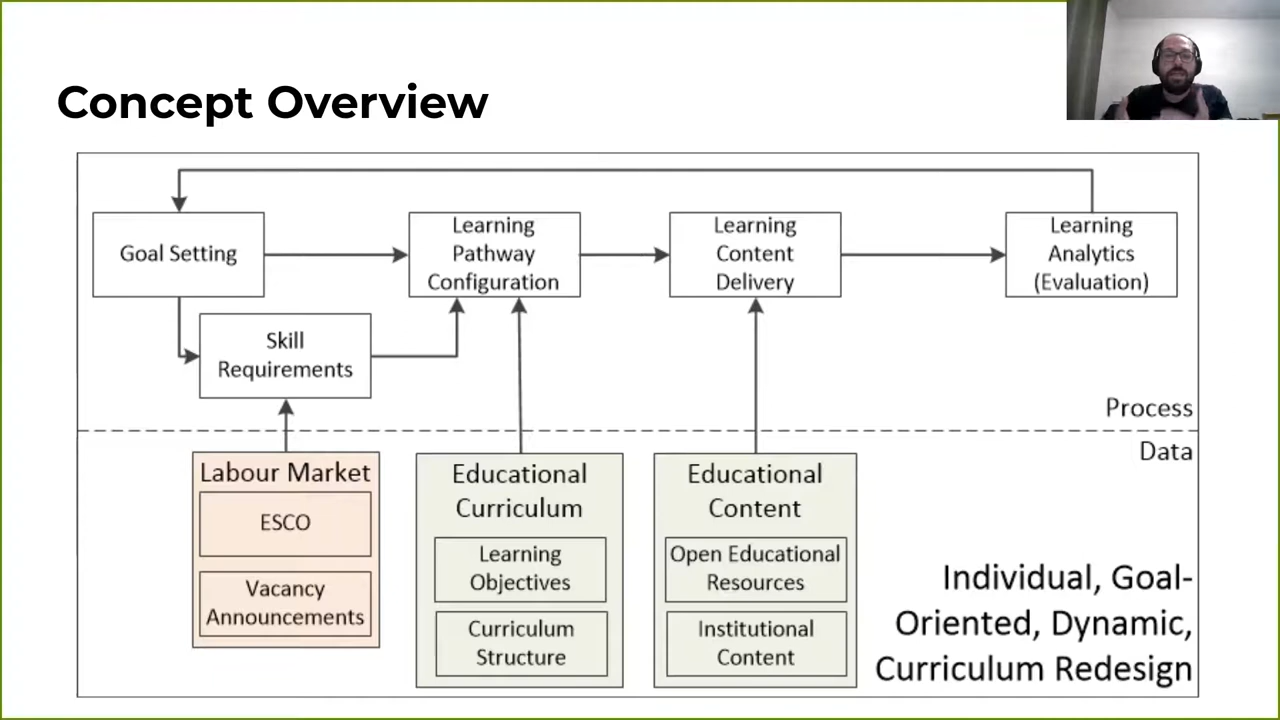 Concept Overview
Goal Setting
Learning
Pathway
Configuration
Learning
Content
Delivery
Learning
Analytics
(Evaluation)
Skill
Requirements
Process
Data
Labour Market
ESCO
Vacancy
Announcements
Educational
Curriculum
Learning
Objectives
Curriculum
Structure
Educational
Content
Open Educational
Resources
Institutional
Content
Individual, Goal-
Oriented, Dynamic,
Curriculum Redesign